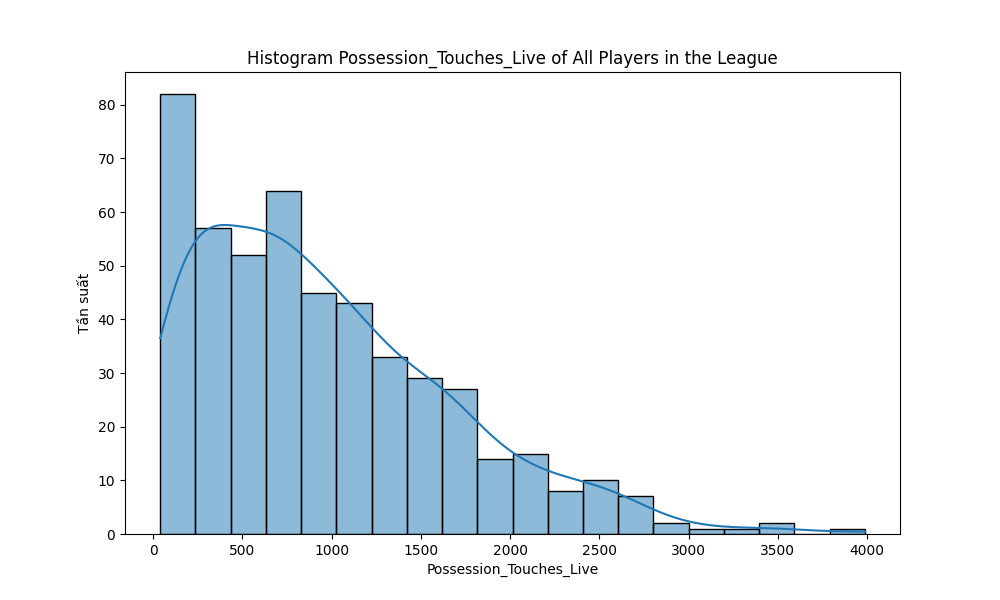 Histogram Possession_Touches_Live of All Players in the League
Tần suất
80
70
60
50
40
30
20
10
0
0 500 1000 1500 2000 2500 3000 3500 4000
Possession_Touches_Live